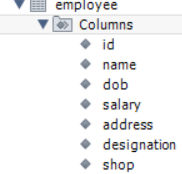 employee
Columns
id
name
dob
salary
address
designation
shop